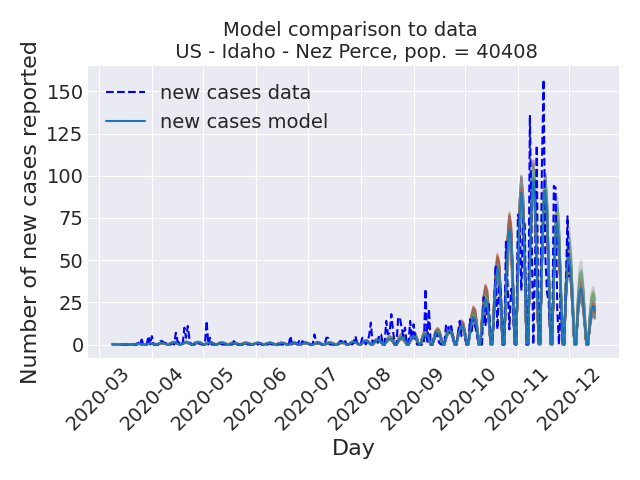 Model comparison to data
US - Idaho - Nez Perce, pop. = 40408
new cases data
new cases model
Number of new cases reported
150
125
100
75
50
25
0
2020-03
2020-04
2020-05
2020-06
2020-07
2020-08
2020-09
2020-10
2020-11
2020-12
Day